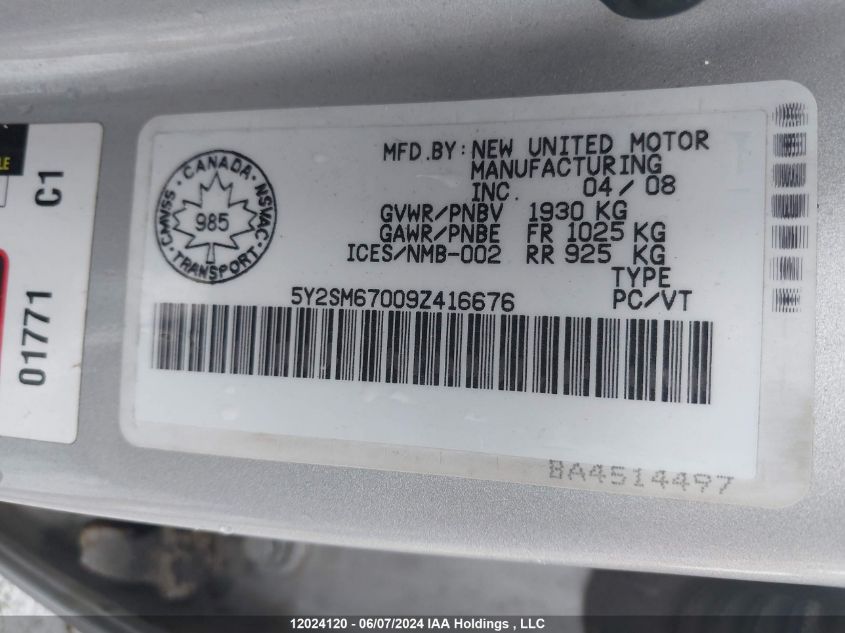 MFD.BY: NEW UNITED MOTOR
MANUFACTURING
INC. 04/08
GVWR/PNBV 1930 KG
GAWR/PNBE FR 1025 KG
ICES/NMB-002 RR 925 KG
TYPE
5Y2SM67009Z416676 PC/VT
CANADA · NSVAC · TRANSPORT · CMVSS
985
BA4514497
LE
C1
01771
12024120 - 06/07/2024 IAA Holdings , LLC